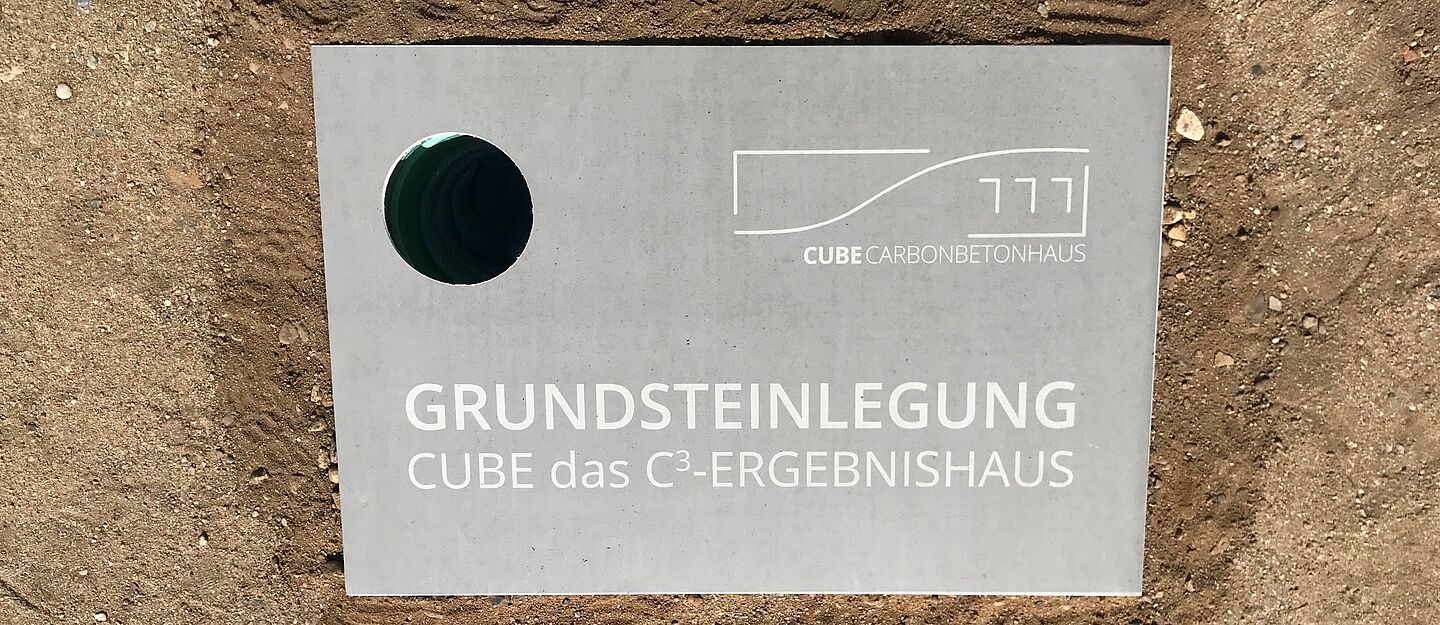 CUBE CARBONBETONHAUS
GRUNDSTEINLEGUNG
CUBE das C³-ERGEBNISHAUS